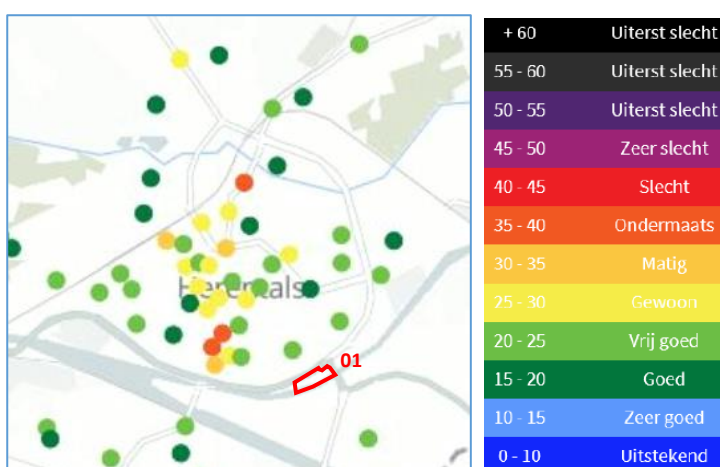 Herentals
01
+ 60 Uiterst slecht
55 - 60 Uiterst slecht
50 - 55 Uiterst slecht
45 - 50 Zeer slecht
40 - 45 Slecht
35 - 40 Ondermaats
30 - 35 Matig
25 - 30 Gewoon
20 - 25 Vrij goed
15 - 20 Goed
10 - 15 Zeer goed
0 - 10 Uitstekend